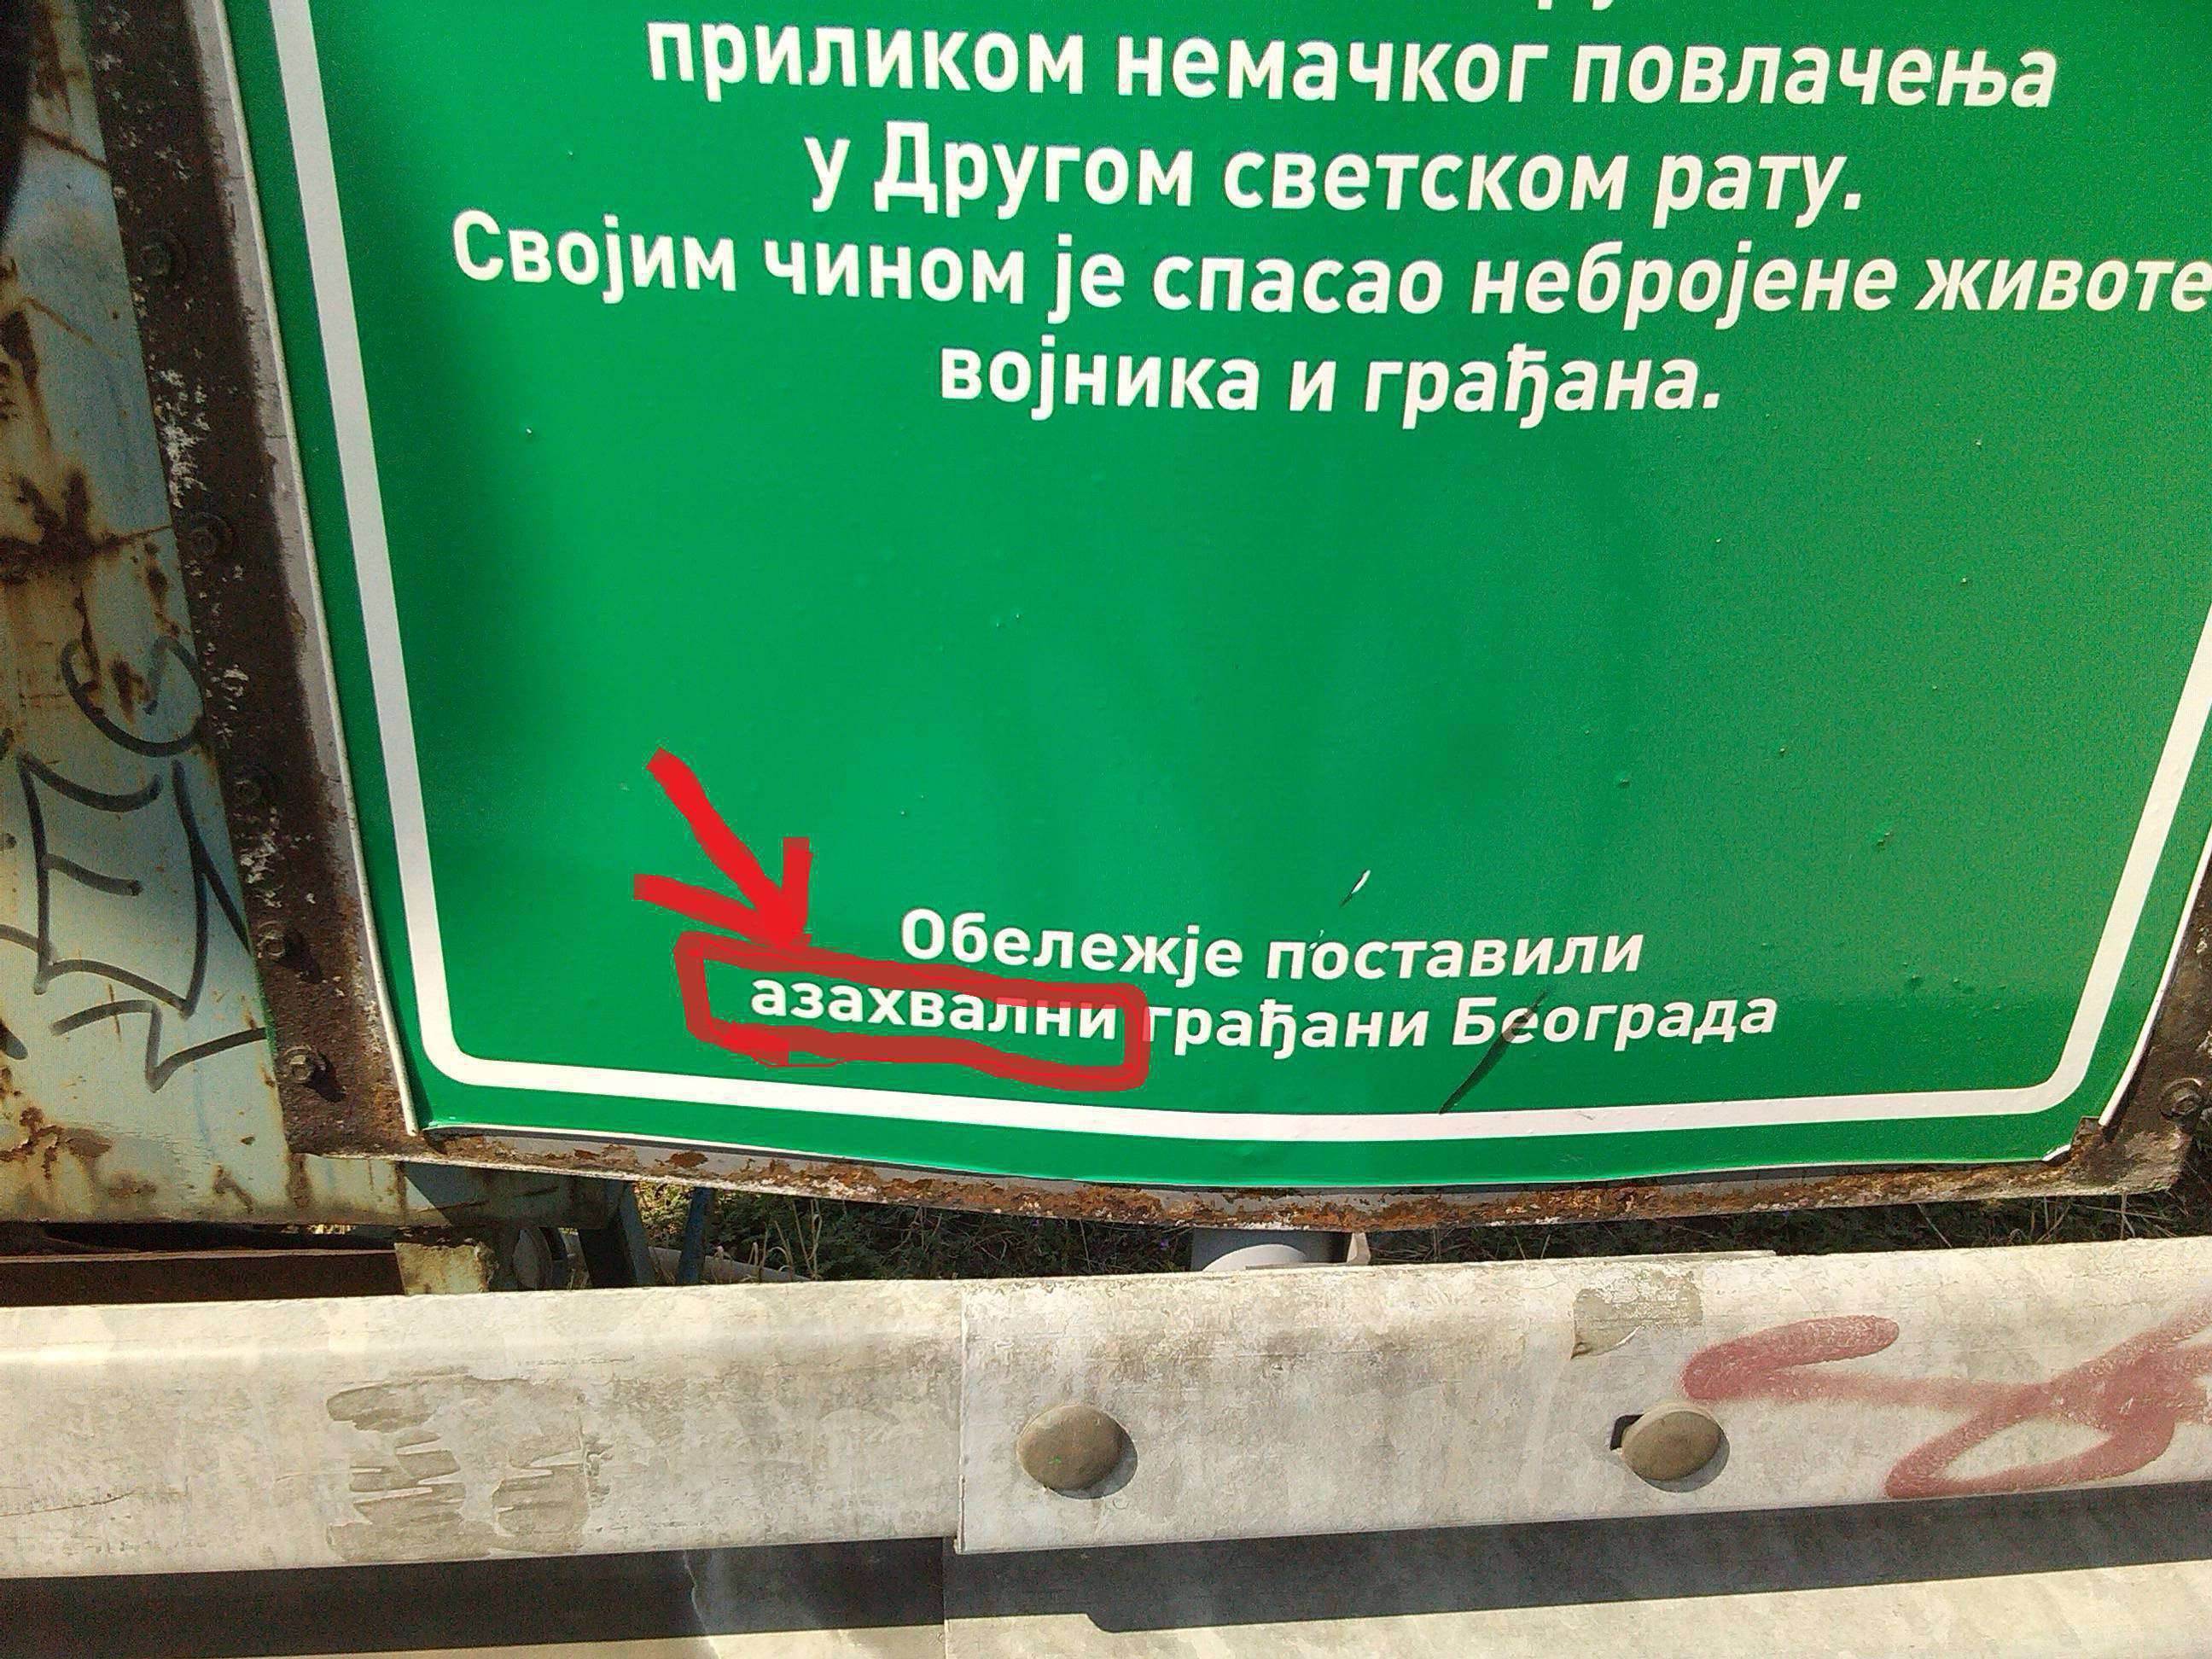 приликом немачког повлачења
у Другом светском рату.
Својим чином је спасао небројене животе
војника и грађана.
Обележје поставили
азахвални грађани Београда